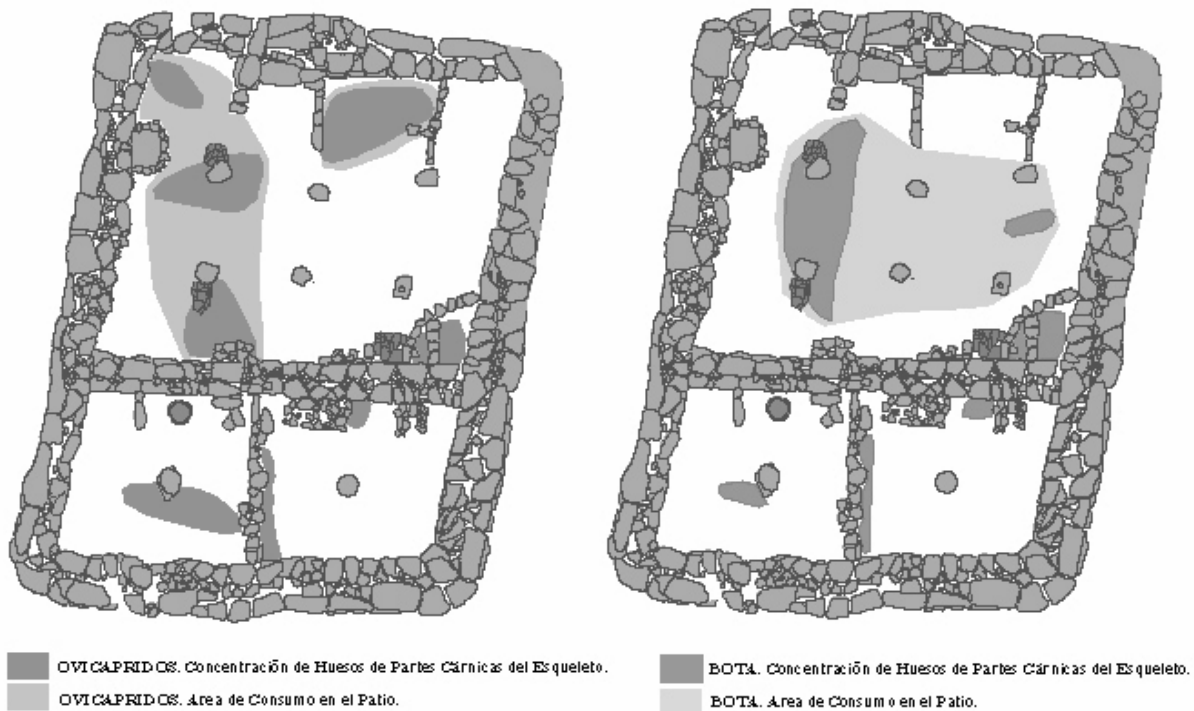 OVICAPRIDOS. Concentración de Huesos de Partes Cárnicas del Esqueleto.
OVICAPRIDOS. Area de Consumo en el Patio.
BOTA. Concentración de Huesos de Partes Cárnicas del Esqueleto.
BOTA. Area de Consumo en el Patio.